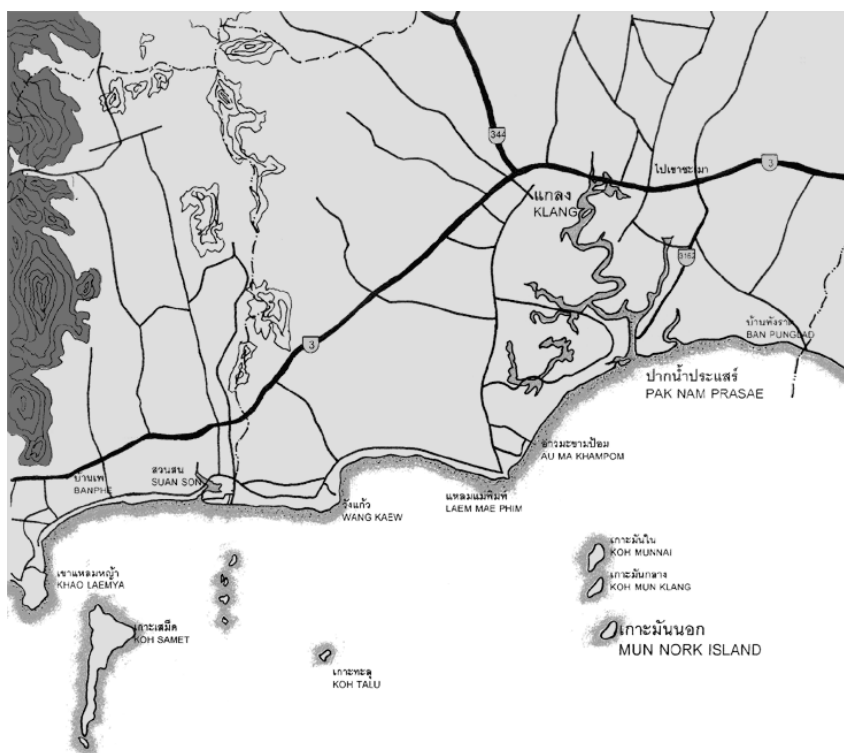 344
3
ไปเขาชะเมา
แกลง
KLANG
3162
3
บ้านทังราด
BAN PUNGLAD
ปากน้ำประแสร์
PAK NAM PRASAE
อ่าวมะขามป้อม
AU MA KHAMPOM
สวนสน
SUAN SON
บ้านเพ
BANPHE
แหลมแม่พิมพ์
LAEM MAE PHIM
วังแก้ว
WANG KAEW
เกาะมันใน
KOH MUNNAI
เขาแหลมหญ้า
KHAO LAEMYA
เกาะมันกลาง
KOH MUN KLANG
เกาะเสม็ด
KOH SAMET
เกาะมันนอก
MUN NORK ISLAND
เกาะทะลุ
KOH TALU